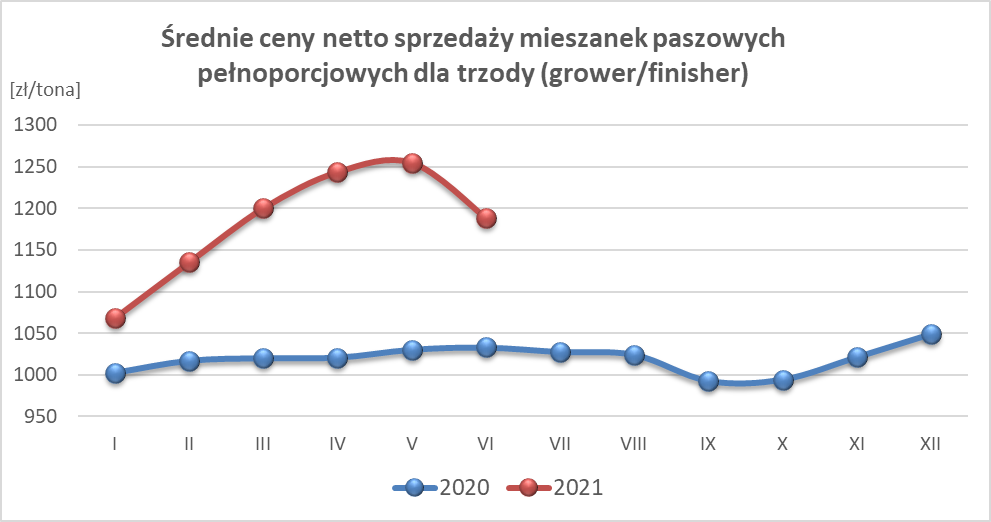 Średnie ceny netto sprzedaży mieszanek paszowych
pełnoporcjowych dla trzody (grower/finisher)
[zł/tona]
1300
1250
1200
1150
1100
1050
1000
950
I II III IV V VI VII VIII IX X XI XII
2020 2021